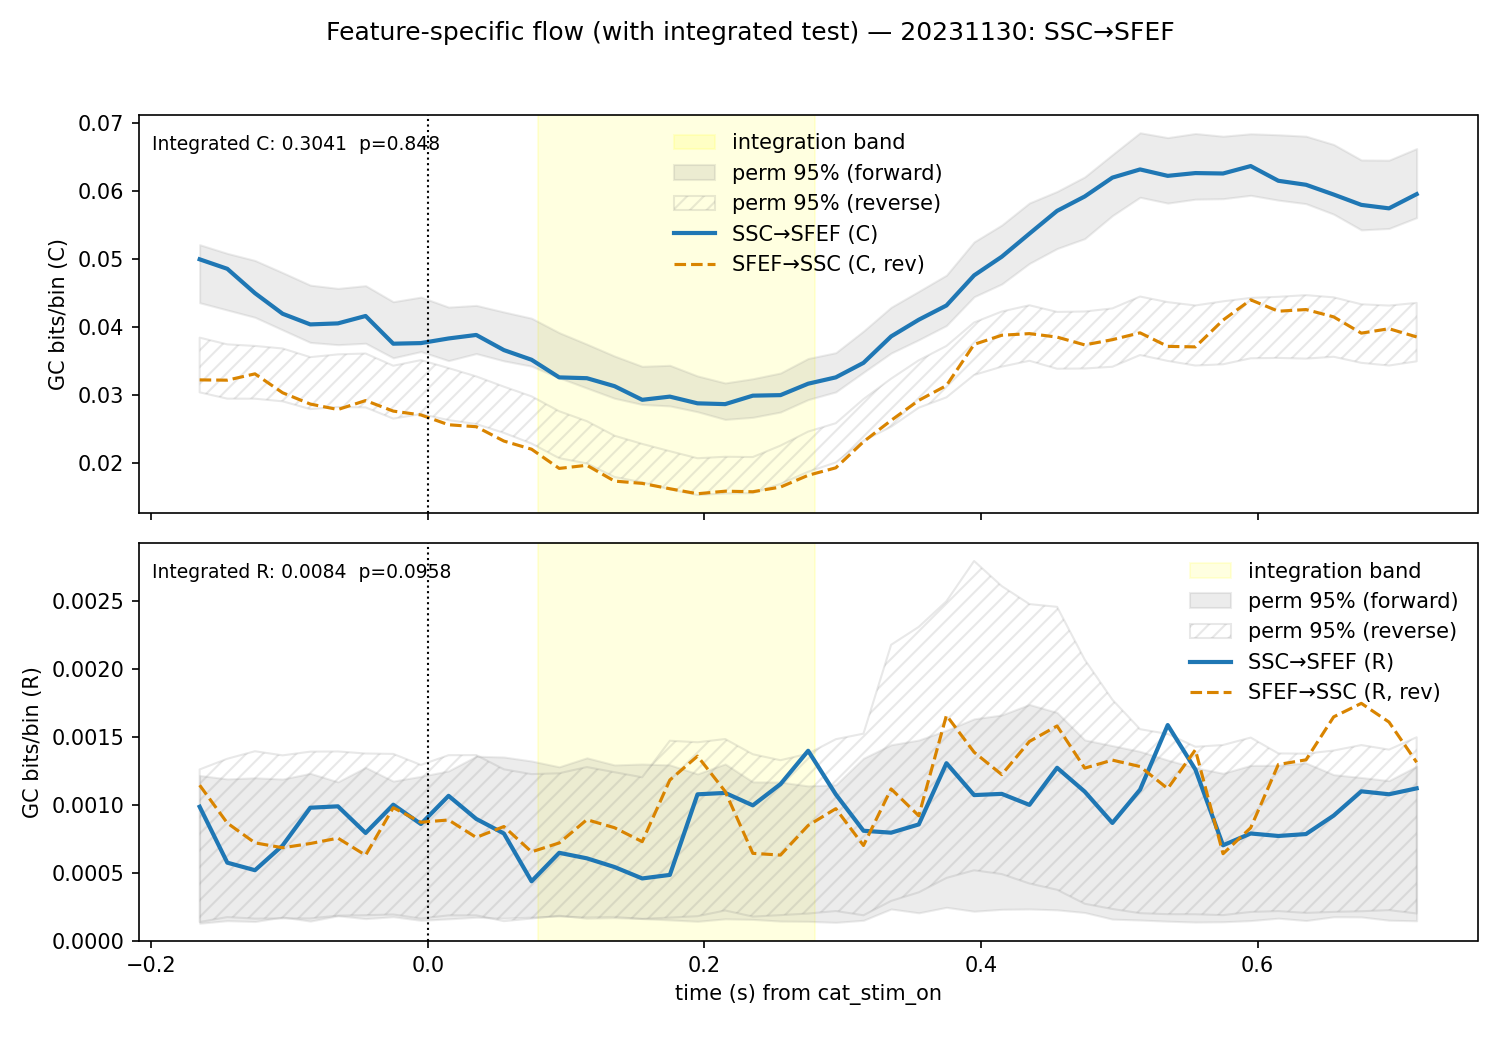 Feature-specific flow (with integrated test) — 20231130: SSC→SFEF
Integrated C: 0.3041  p=0.848
integration band
perm 95% (forward)
perm 95% (reverse)
SSC→SFEF (C)
SFEF→SSC (C, rev)
GC bits/bin (C)
0.07
0.06
0.05
0.04
0.03
0.02
Integrated R: 0.0084  p=0.0958
integration band
perm 95% (forward)
perm 95% (reverse)
SSC→SFEF (R)
SFEF→SSC (R, rev)
GC bits/bin (R)
0.0025
0.0020
0.0015
0.0010
0.0005
0.0000
−0.2 0.0 0.2 0.4 0.6
time (s) from cat_stim_on